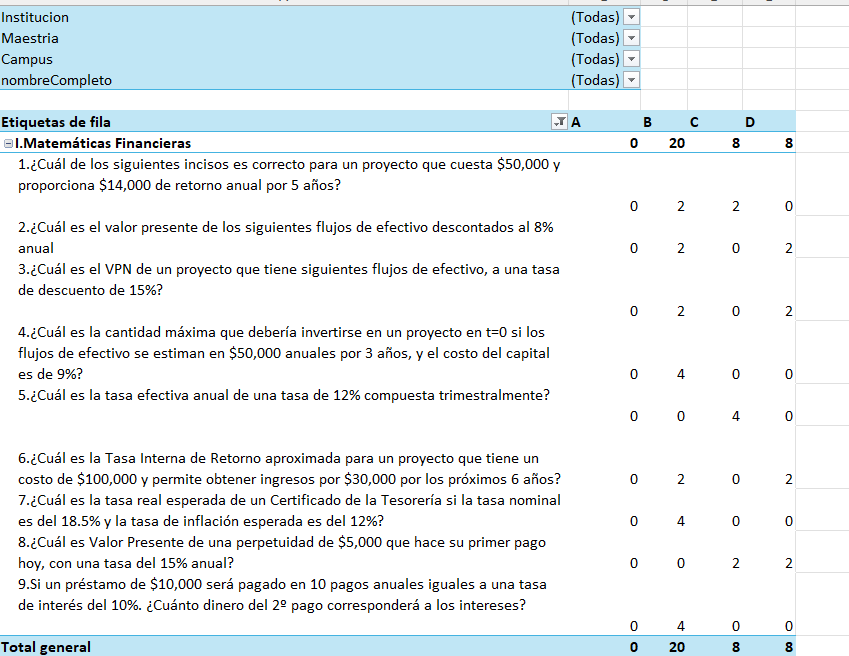 Institucion (Todas)
Maestria (Todas)
Campus (Todas)
nombreCompleto (Todas)
Etiquetas de fila A B C D
I.Matemáticas Financieras 0 20 8 8
1.¿Cuál de los siguientes incisos es correcto para un proyecto que cuesta $50,000 y
proporciona $14,000 de retorno anual por 5 años?
0 2 2 0
2.¿Cuál es el valor presente de los siguientes flujos de efectivo descontados al 8%
anual 0 2 0 2
3.¿Cuál es el VPN de un proyecto que tiene siguientes flujos de efectivo, a una tasa
de descuento de 15%?
0 2 0 2
4.¿Cuál es la cantidad máxima que debería invertirse en un proyecto en t=0 si los
flujos de efectivo se estiman en $50,000 anuales por 3 años, y el costo del capital
es de 9%? 0 4 0 0
5.¿Cuál es la tasa efectiva anual de una tasa de 12% compuesta trimestralmente?
0 0 4 0
6.¿Cuál es la Tasa Interna de Retorno aproximada para un proyecto que tiene un
costo de $100,000 y permite obtener ingresos por $30,000 por los próximos 6 años? 0 2 0 2
7.¿Cuál es la tasa real esperada de un Certificado de la Tesorería si la tasa nominal
es del 18.5% y la tasa de inflación esperada es del 12%? 0 4 0 0
8.¿Cuál es Valor Presente de una perpetuidad de $5,000 que hace su primer pago
hoy, con una tasa del 15% anual? 0 0 2 2
9.Si un préstamo de $10,000 será pagado en 10 pagos anuales iguales a una tasa
de interés del 10%. ¿Cuánto dinero del 2º pago corresponderá a los intereses?
0 4 0 0
Total general 0 20 8 8